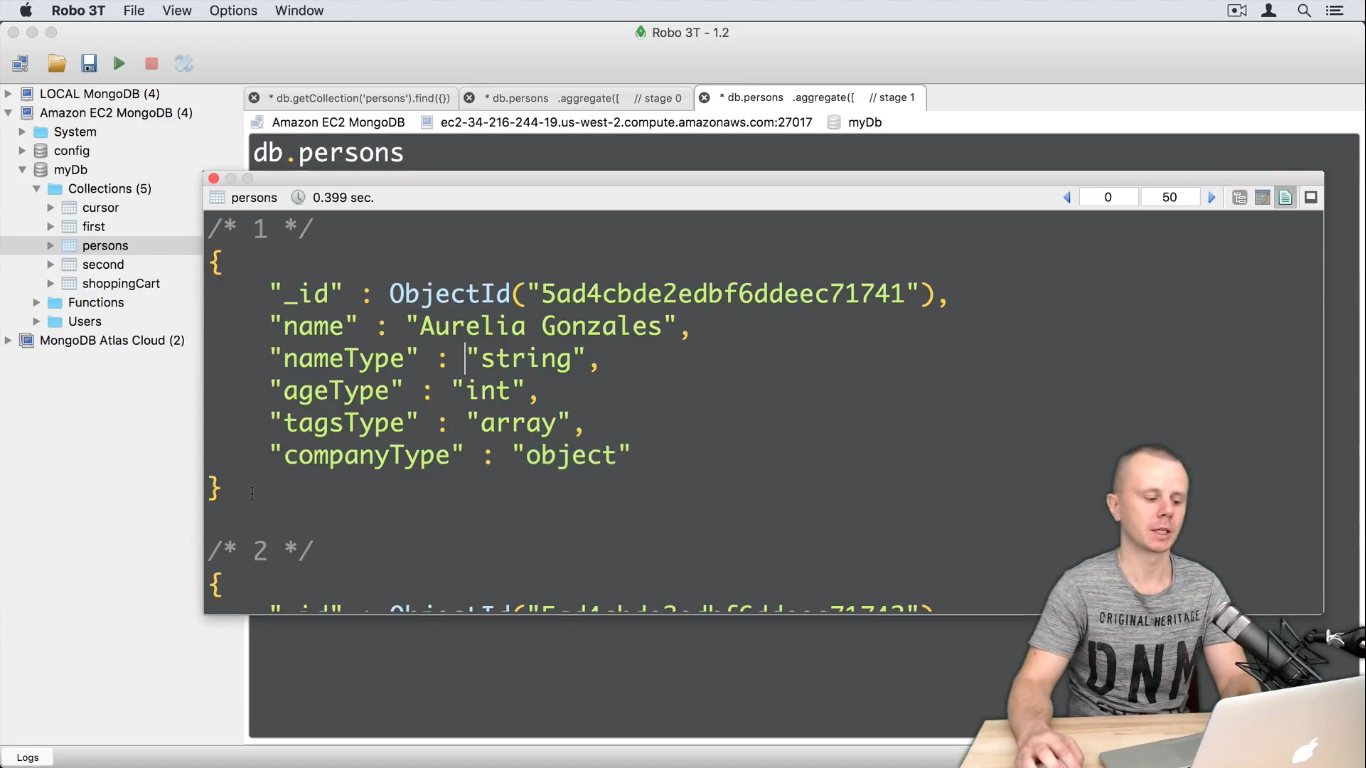 Robo 3T File View Options Window
Robo 3T - 1.2
LOCAL MongoDB (4)
* db.getCollection('persons').find({}) * db.persons .aggregate([ // stage 0 * db.persons .aggregate([ // stage 1
Amazon EC2 MongoDB (4)
Amazon EC2 MongoDB ec2-34-216-244-19.us-west-2.compute.amazonaws.com:27017 myDb
System
config
myDb
Collections (5)
cursor
first
persons
second
shoppingCart
Functions
Users
MongoDB Atlas Cloud (2)
db.persons
persons 0.399 sec. 0 50
/* 1 */
{
"_id" : ObjectId("5ad4cbde2edbf6ddeec71741"),
"name" : "Aurelia Gonzales",
"nameType" : "string",
"ageType" : "int",
"tagsType" : "array",
"companyType" : "object"
}
/* 2 */
{
ORIGINAL HERITAGE
DNM
Logs